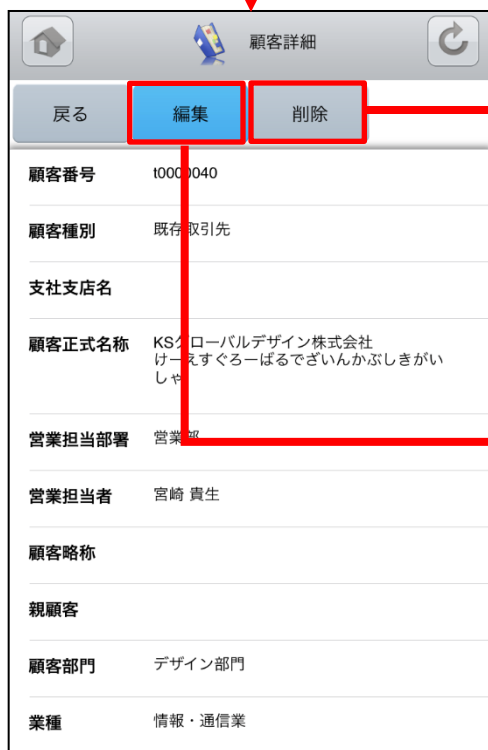 顧客詳細
戻る 編集 削除
顧客番号 t0000040
顧客種別 既存取引先
支社支店名
顧客正式名称 KSグローバルデザイン株式会社
けーえすぐろーばるでざいんかぶしきがい
しゃ
営業担当部署 営業部
営業担当者 宮崎 貴生
顧客略称
親顧客
顧客部門 デザイン部門
業種 情報・通信業